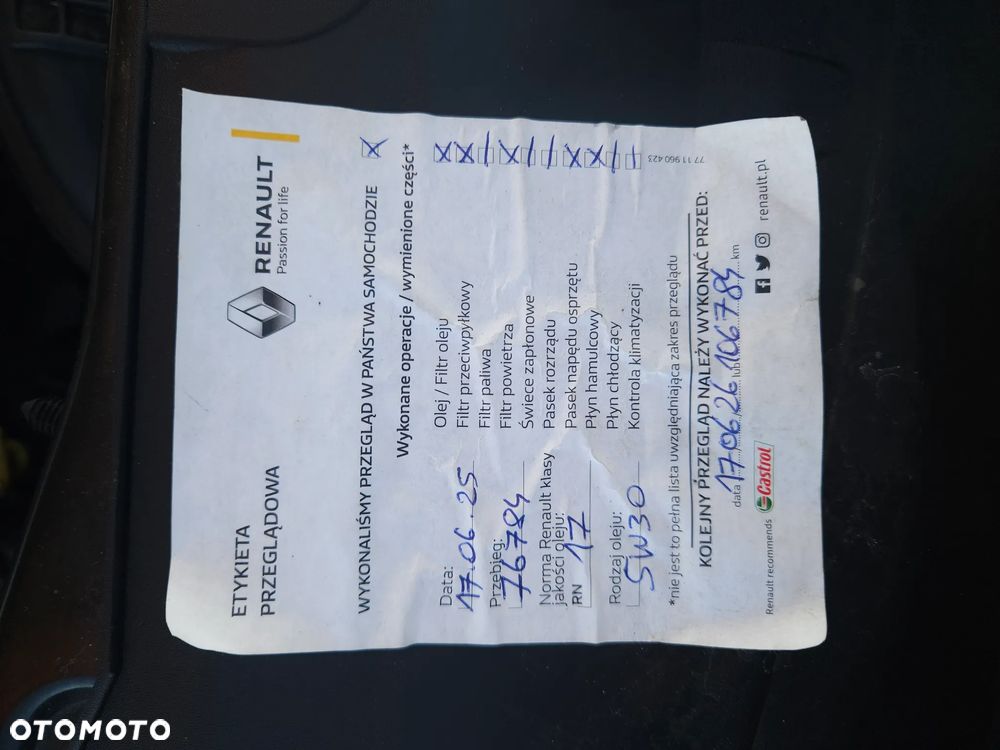 ETYKIETA
PRZEGLĄDOWA
RENAULT
Passion for life
WYKONALIŚMY PRZEGLĄD W PAŃSTWA SAMOCHODZIE
Wykonane operacje / wymienione części*
Data:
17.06.25
Przebieg:
76784
Norma Renault klasy
jakości oleju:
RN 17
Rodzaj oleju:
5W30
Olej / Filtr oleju
Filtr przeciwpyłkowy
Filtr paliwa
Filtr powietrza
Świece zapłonowe
Pasek rozrządu
Pasek napędu osprzętu
Płyn hamulcowy
Płyn chłodzący
Kontrola klimatyzacji
77 11 960 423
*nie jest to pełna lista uwzględniająca zakres przeglądu
KOLEJNY PRZEGLĄD NALEŻY WYKONAĆ PRZED:
data 17.06.26 lub 106784 km
Renault recommends Castrol
renault.pl
OTOMOTO